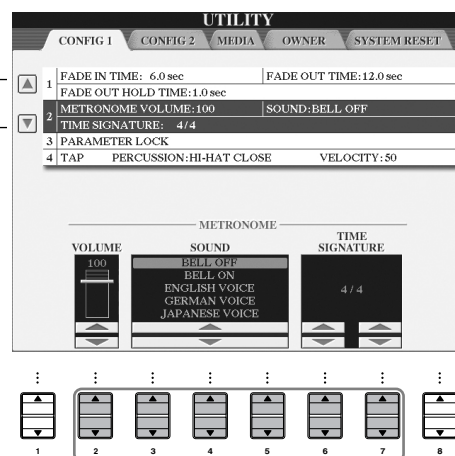 UTILITY
CONFIG 1 CONFIG 2 MEDIA OWNER SYSTEM RESET
1 FADE IN TIME: 6.0 sec FADE OUT TIME:12.0 sec
FADE OUT HOLD TIME:1.0 sec
2 METRONOME VOLUME:100 SOUND:BELL OFF
TIME SIGNATURE: 4/4
3 PARAMETER LOCK
4 TAP PERCUSSION:HI-HAT CLOSE VELOCITY:50
METRONOME
VOLUME SOUND TIME SIGNATURE
100
BELL OFF
BELL ON
ENGLISH VOICE
GERMAN VOICE
JAPANESE VOICE
4/4
1 2 3 4 5 6 7 8